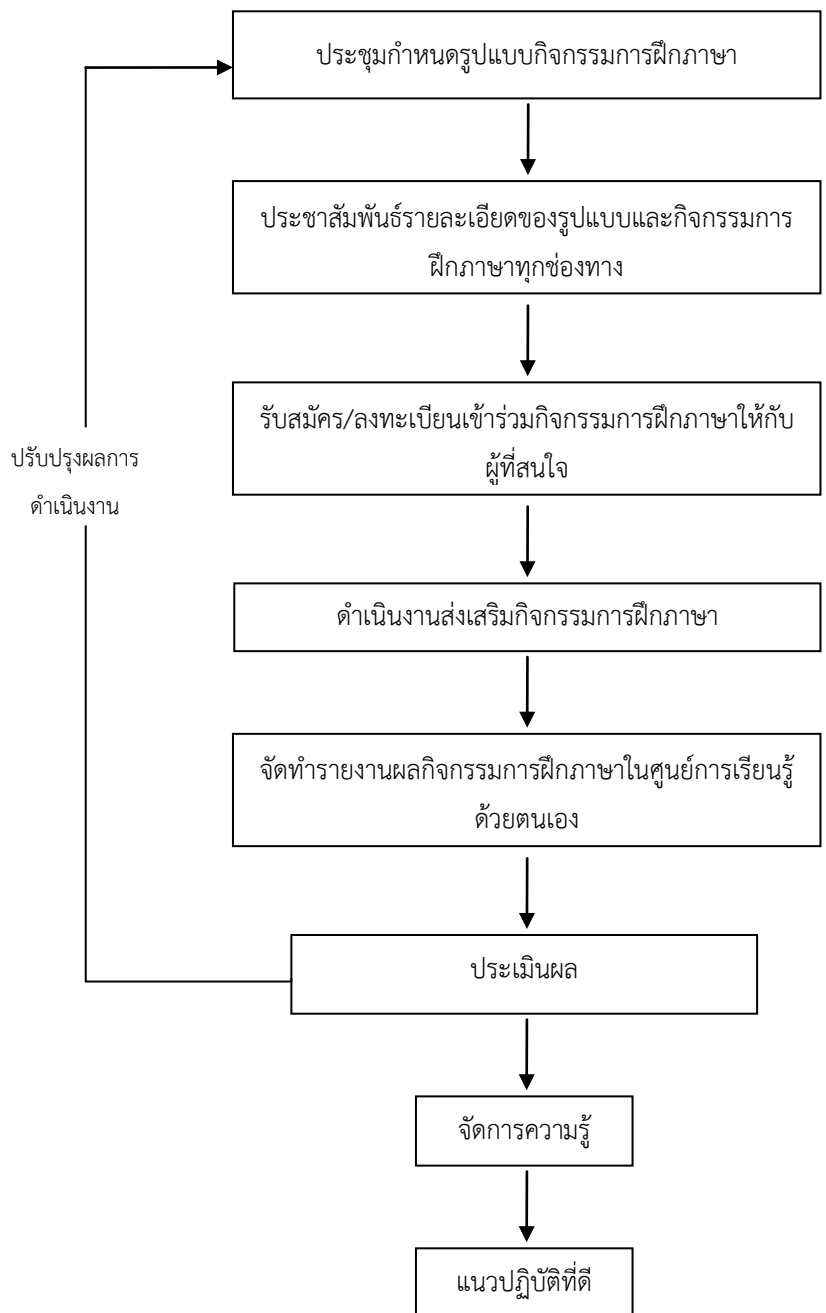 ประชุมกำหนดรูปแบบกิจกรรมการฝึกภาษา
ประชาสัมพันธ์รายละเอียดของรูปแบบและกิจกรรมการ
ฝึกภาษาทุกช่องทาง
รับสมัคร/ลงทะเบียนเข้าร่วมกิจกรรมการฝึกภาษาให้กับ
ผู้ที่สนใจ
ปรับปรุงผลการ
ดำเนินงาน
ดำเนินงานส่งเสริมกิจกรรมการฝึกภาษา
จัดทำรายงานผลกิจกรรมการฝึกภาษาในศูนย์การเรียนรู้
ด้วยตนเอง
ประเมินผล
จัดการความรู้
แนวปฏิบัติที่ดี